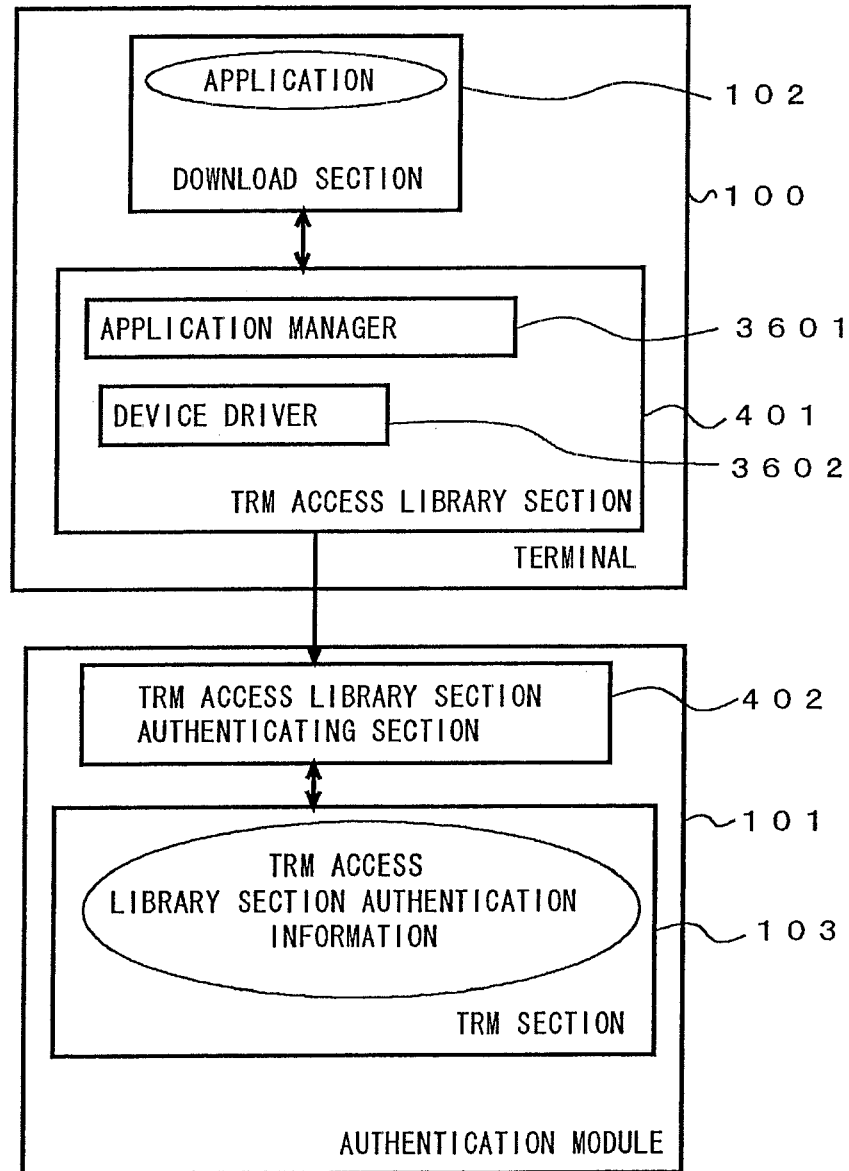 APPLICATION
102
DOWNLOAD SECTION
100
APPLICATION MANAGER
3601
DEVICE DRIVER
401
3602
TRM ACCESS LIBRARY SECTION
TERMINAL
TRM ACCESS LIBRARY SECTION
AUTHENTICATING SECTION
402
101
TRM ACCESS
LIBRARY SECTION AUTHENTICATION
INFORMATION
103
TRM SECTION
AUTHENTICATION MODULE